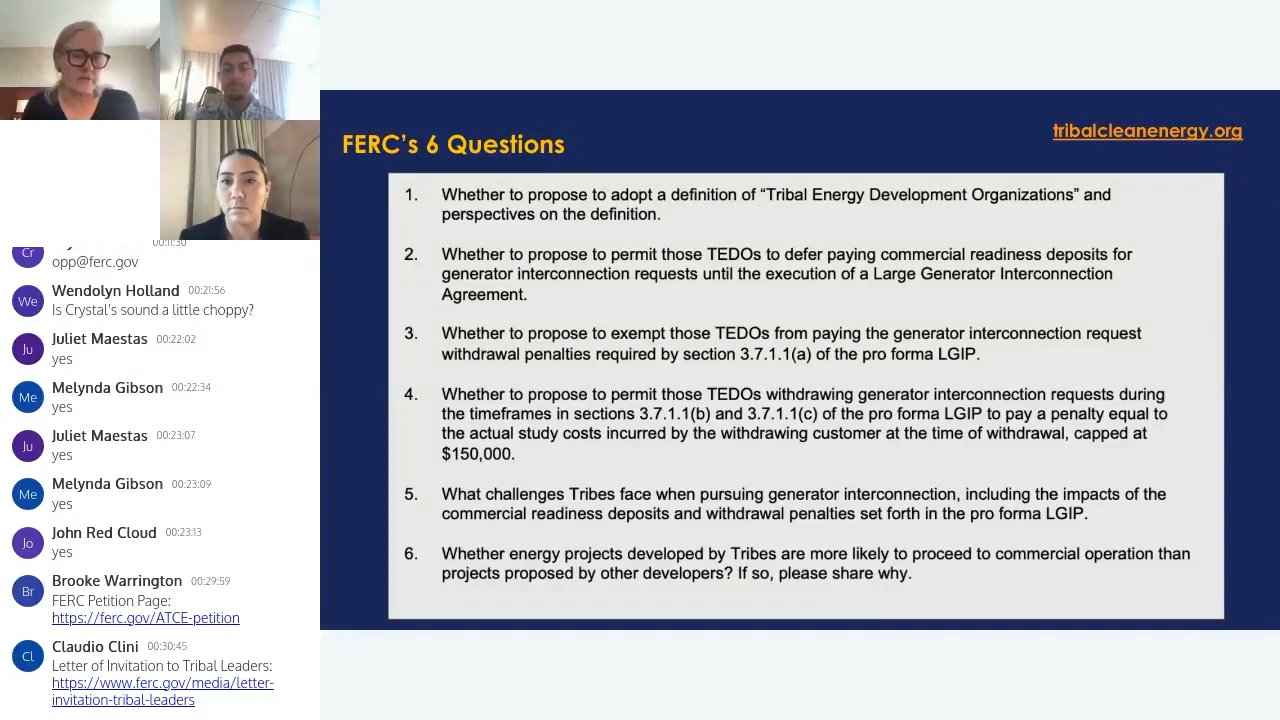 00:11:30
Cr
opp@ferc.gov
We
Wendolyn Holland 00:21:56
Is Crystal's sound a little choppy?
Ju
Juliet Maestas 00:22:02
yes
Me
Melynda Gibson 00:22:34
yes
Ju
Juliet Maestas 00:23:07
yes
Me
Melynda Gibson 00:23:09
yes
Jo
John Red Cloud 00:23:13
yes
Br
Brooke Warrington 00:29:59
FERC Petition Page:
https://ferc.gov/ATCE-petition
Cl
Claudio Clini 00:30:45
Letter of Invitation to Tribal Leaders:
https://www.ferc.gov/media/letter-
invitation-tribal-leaders
tribalcleanenergy.org
FERC’s 6 Questions
1. Whether to propose to adopt a definition of “Tribal Energy Development Organizations” and
perspectives on the definition.
2. Whether to propose to permit those TEDOs to defer paying commercial readiness deposits for
generator interconnection requests until the execution of a Large Generator Interconnection
Agreement.
3. Whether to propose to exempt those TEDOs from paying the generator interconnection request
withdrawal penalties required by section 3.7.1.1(a) of the pro forma LGIP.
4. Whether to propose to permit those TEDOs withdrawing generator interconnection requests during
the timeframes in sections 3.7.1.1(b) and 3.7.1.1(c) of the pro forma LGIP to pay a penalty equal to
the actual study costs incurred by the withdrawing customer at the time of withdrawal, capped at
$150,000.
5. What challenges Tribes face when pursuing generator interconnection, including the impacts of the
commercial readiness deposits and withdrawal penalties set forth in the pro forma LGIP.
6. Whether energy projects developed by Tribes are more likely to proceed to commercial operation than
projects proposed by other developers? If so, please share why.